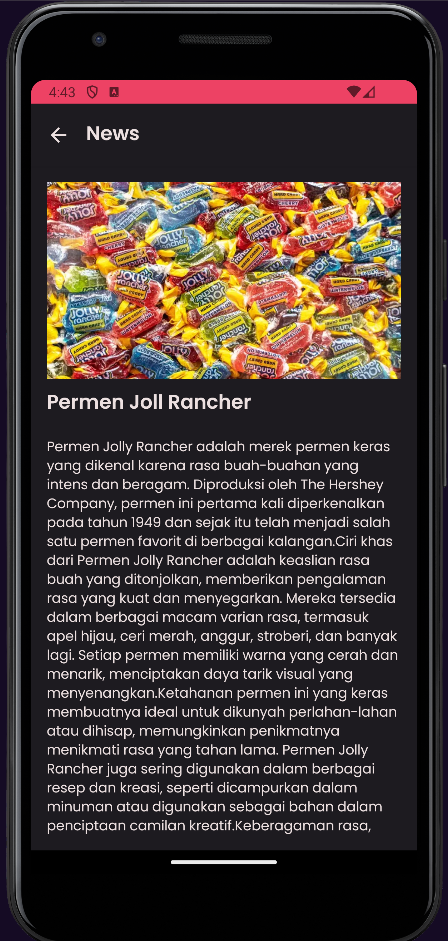 4:43
News
JOLLY RANCHER
HARD CANDY
CHERRY
Permen Joll Rancher
Permen Jolly Rancher adalah merek permen keras
yang dikenal karena rasa buah-buahan yang
intens dan beragam. Diproduksi oleh The Hershey
Company, permen ini pertama kali diperkenalkan
pada tahun 1949 dan sejak itu telah menjadi salah
satu permen favorit di berbagai kalangan.Ciri khas
dari Permen Jolly Rancher adalah keaslian rasa
buah yang ditonjolkan, memberikan pengalaman
rasa yang kuat dan menyegarkan. Mereka tersedia
dalam berbagai macam varian rasa, termasuk
apel hijau, ceri merah, anggur, stroberi, dan banyak
lagi. Setiap permen memiliki warna yang cerah dan
menarik, menciptakan daya tarik visual yang
menyenangkan.Ketahanan permen ini yang keras
membuatnya ideal untuk dikunyah perlahan-lahan
atau dihisap, memungkinkan penikmatnya
menikmati rasa yang tahan lama. Permen Jolly
Rancher juga sering digunakan dalam berbagai
resep dan kreasi, seperti dicampurkan dalam
minuman atau digunakan sebagai bahan dalam
penciptaan camilan kreatif.Keberagaman rasa,